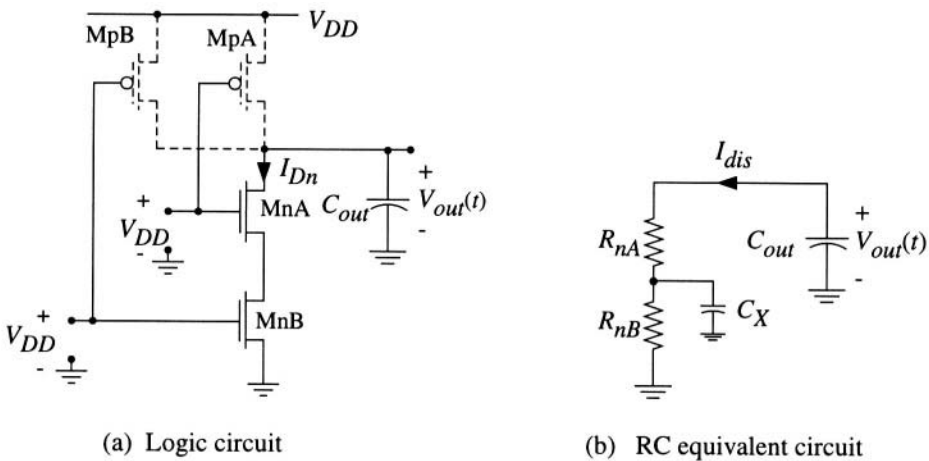 MpB
MpA
V_DD
I_Dn
MnA
C_out
+
V_out(t)
-
+
V_DD
-
MnB
+
V_DD
-
I_dis
R_nA
C_out
+
V_out(t)
-
R_nB
C_X
(a) Logic circuit
(b) RC equivalent circuit